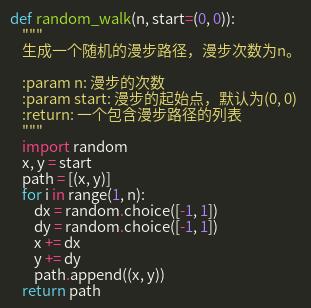 def random_walk(n, start=(0, 0)):
    """
    生成一个随机的漫步路径，漫步次数为n。

    :param n: 漫步的次数
    :param start: 漫步的起始点，默认为(0, 0)
    :return: 一个包含漫步路径的列表
    """
    import random
    x, y = start
    path = [(x, y)]
    for i in range(1, n):
        dx = random.choice([-1, 1])
        dy = random.choice([-1, 1])
        x += dx
        y += dy
        path.append((x, y))
    return path